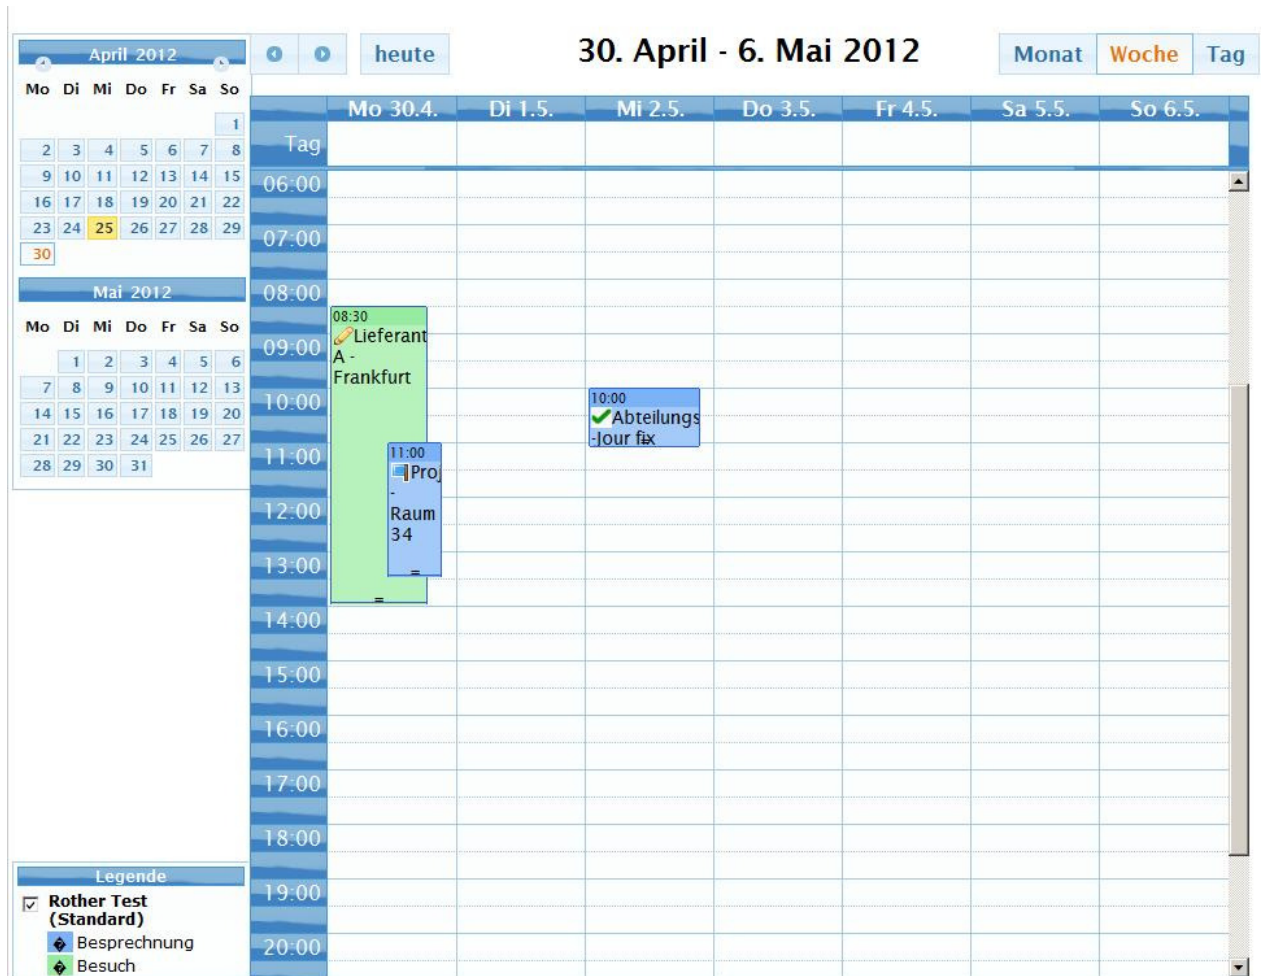 April 2012
Mo Di Mi Do Fr Sa So
1
2 3 4 5 6 7 8
9 10 11 12 13 14 15
16 17 18 19 20 21 22
23 24 25 26 27 28 29
30
Mai 2012
Mo Di Mi Do Fr Sa So
1 2 3 4 5 6
7 8 9 10 11 12 13
14 15 16 17 18 19 20
21 22 23 24 25 26 27
28 29 30 31
Legende
Rother Test
(Standard)
Besprechnung
Besuch
heute
30. April - 6. Mai 2012
Monat Woche Tag
Mo 30.4. Di 1.5. Mi 2.5. Do 3.5. Fr 4.5. Sa 5.5. So 6.5.
Tag
06:00
07:00
08:00
08:30
Lieferant
A -
Frankfurt
09:00
10:00
10:00
Abteilungs
-Jour fix
=
11:00
11:00
Proj
-
Raum
34
=
12:00
13:00
=
14:00
15:00
16:00
17:00
18:00
19:00
20:00